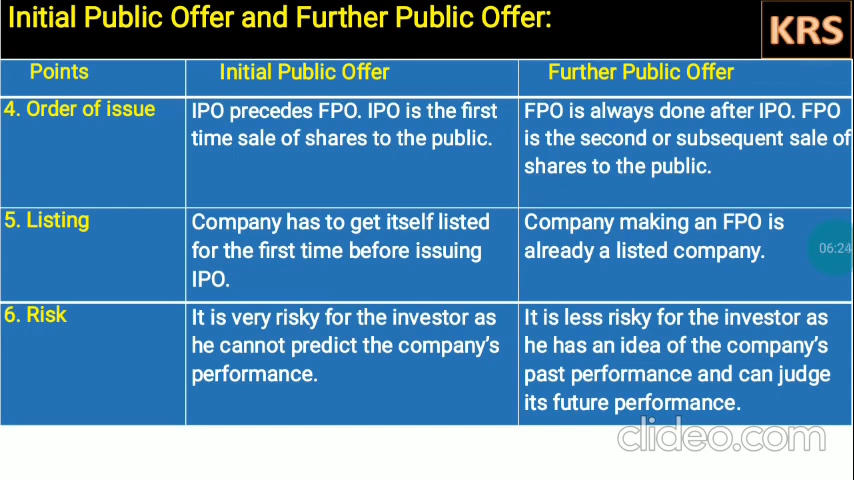 Initial Public Offer and Further Public Offer:
KRS
Points
Initial Public Offer
Further Public Offer
4. Order of issue
IPO precedes FPO. IPO is the first
time sale of shares to the public.
FPO is always done after IPO. FPO
is the second or subsequent sale of
shares to the public.
5. Listing
Company has to get itself listed
for the first time before issuing
IPO.
Company making an FPO is
already a listed company.
06:24
6. Risk
It is very risky for the investor as
he cannot predict the company's
performance.
It is less risky for the investor as
he has an idea of the company's
past performance and can judge
its future performance.
clideo.com